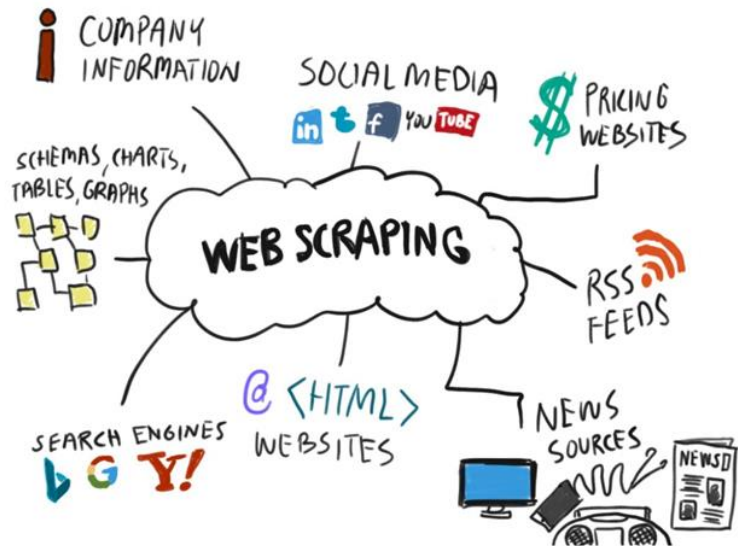 COMPANY
INFORMATION
SOCIAL MEDIA
in t f YOU TUBE
$ PRICING
WEBSITES
SCHEMAS, CHARTS,
TABLES, GRAPHS
WEB SCRAPING
RSS
FEEDS
@ <HTML>
WEBSITES
SEARCH ENGINES
b G Y!
NEWS
SOURCES
NEWS